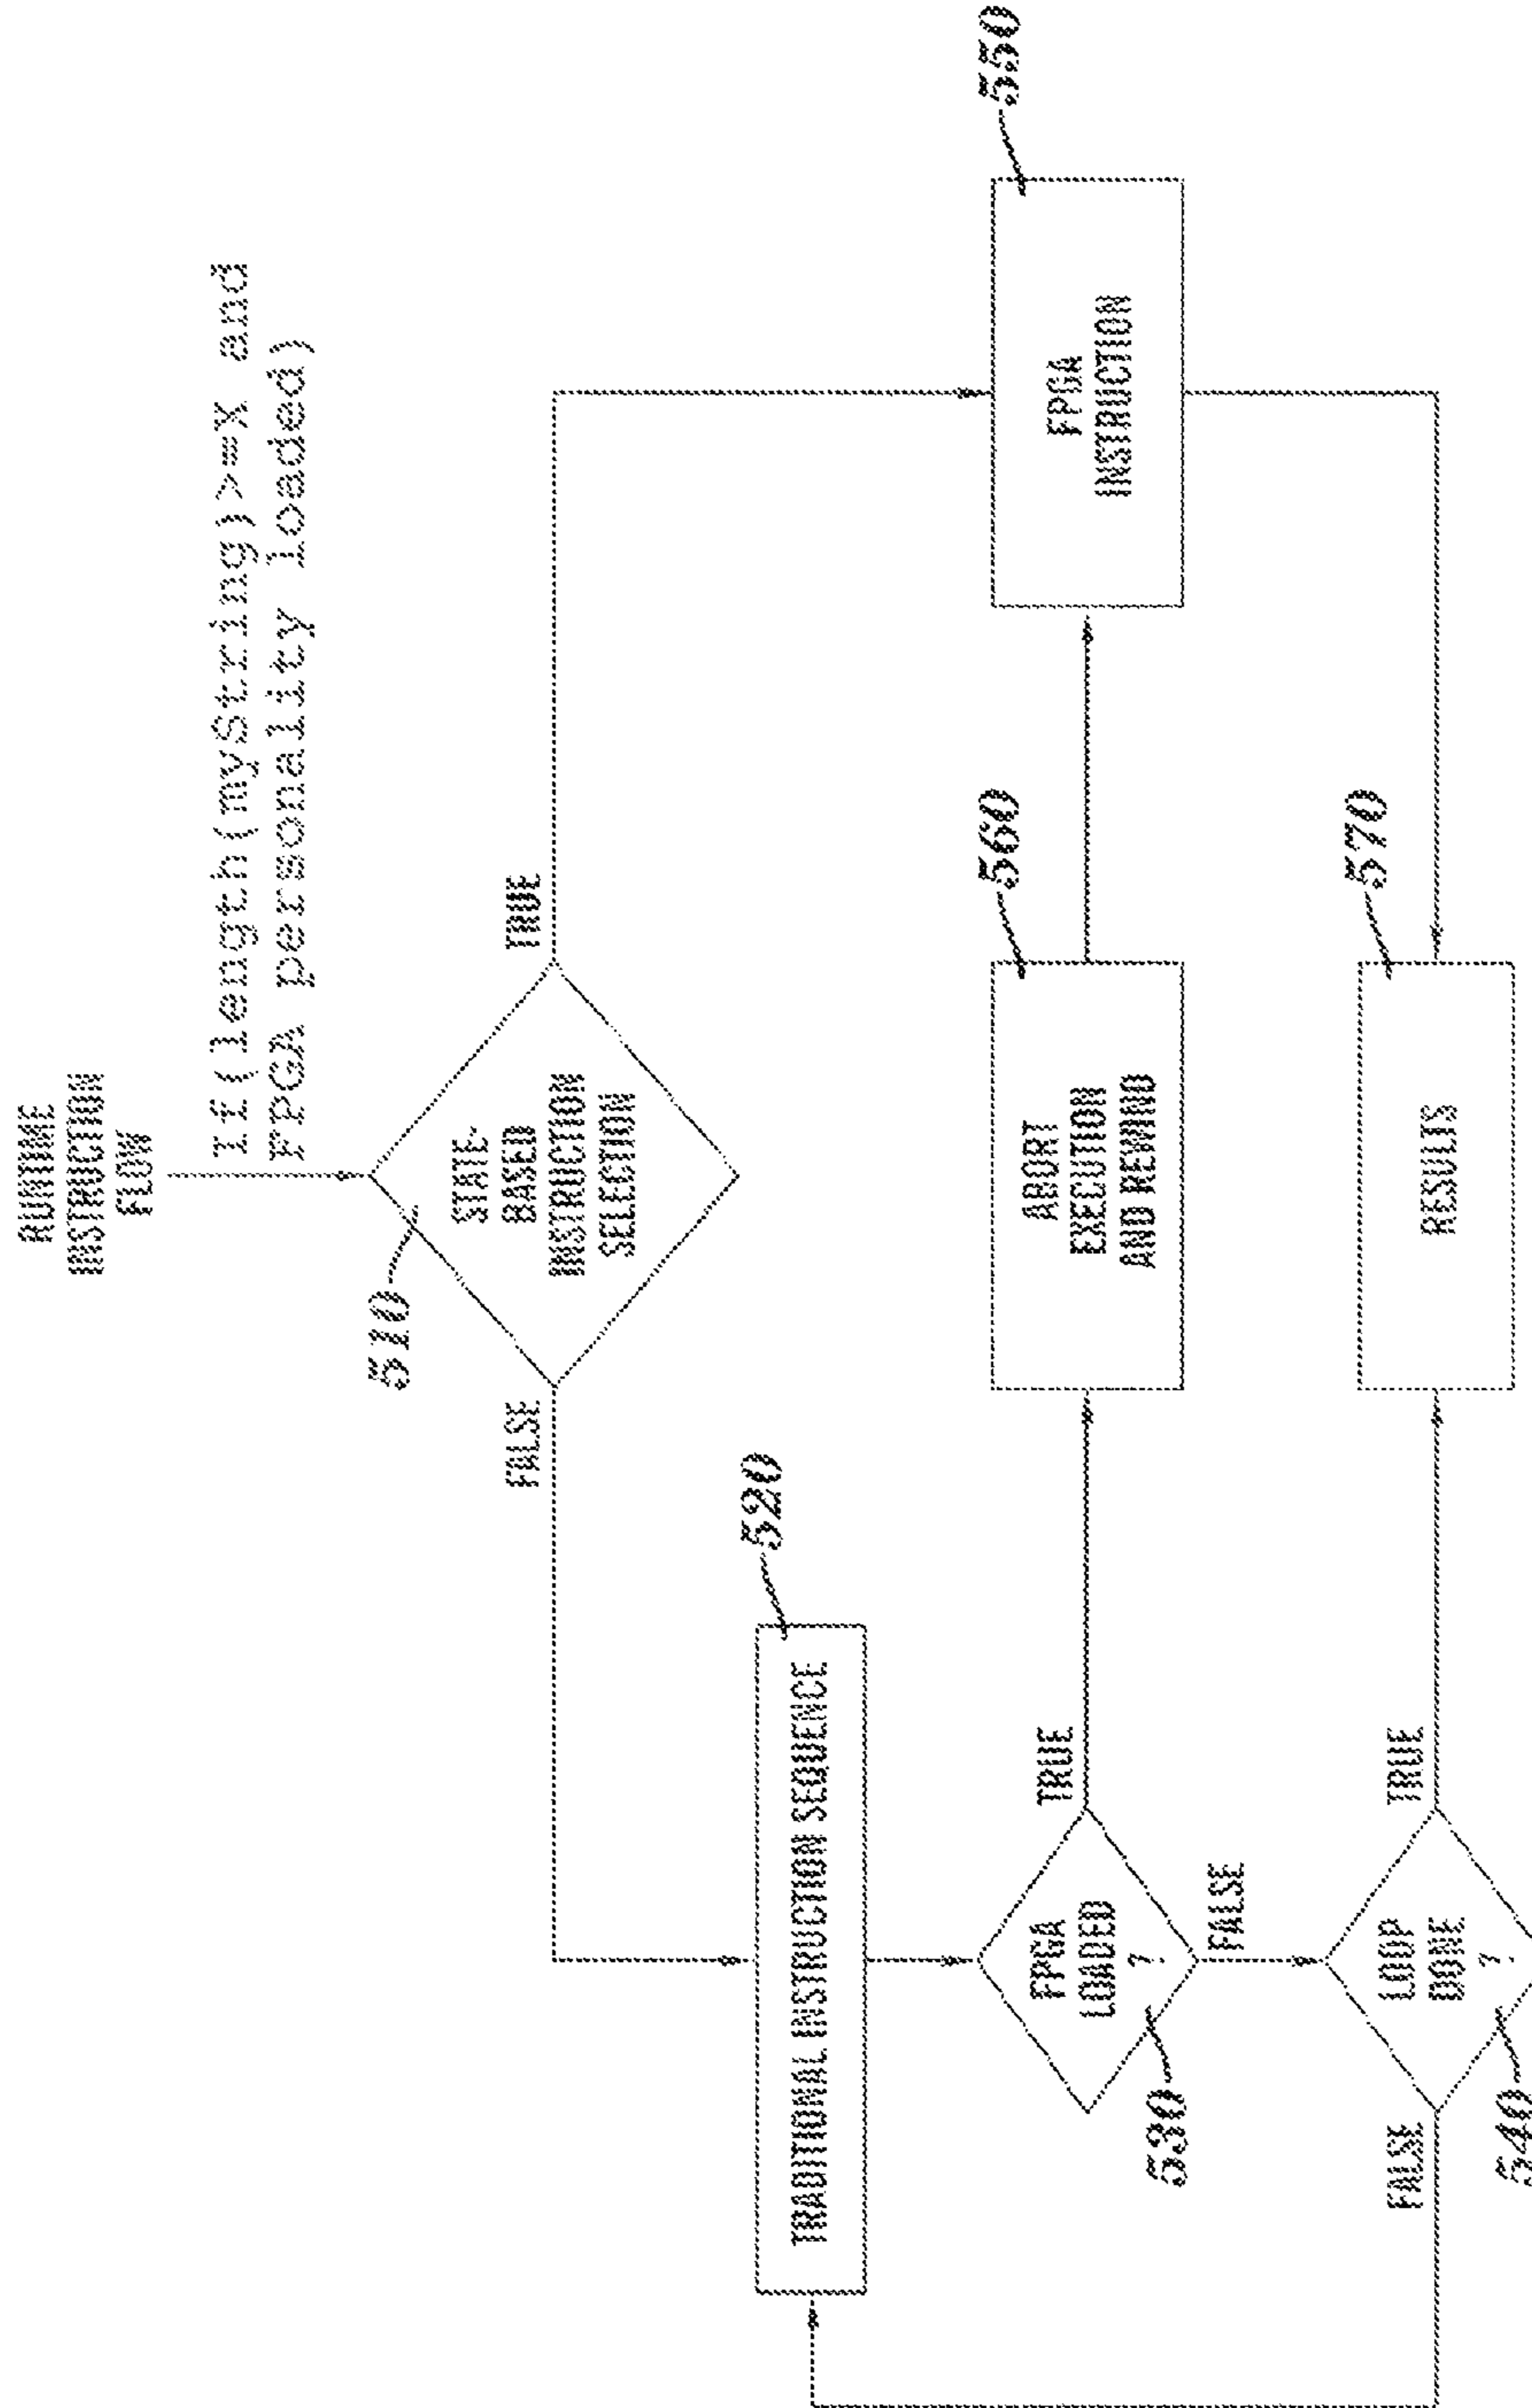 RUNTIME
INSTRUCTION
FLOW
If(length(myString)>=X and
FPGA personality loaded)
510
STATE-
BASED
INSTRUCTION
SELECTION
FALSE
TRUE
520
TRADITIONAL INSTRUCTION SEQUENCE
FPGA
LOADED
?
530
TRUE
FALSE
560
ABORT
EXECUTION
AND REWIND
550
FPGA
INSTRUCTION
FALSE
LOOP
DONE
?
540
TRUE
570
RESULTS